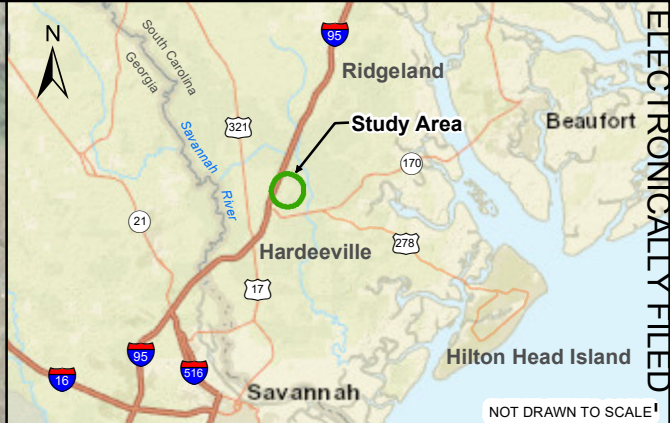 N
95
South Carolina
Georgia
Ridgeland
Study Area
Beaufort
321
Savannah
River
170
21
Hardeeville
278
17
95
516
16
Hilton Head Island
Savannah
NOT DRAWN TO SCALE
ELECTRONICALLY FILED